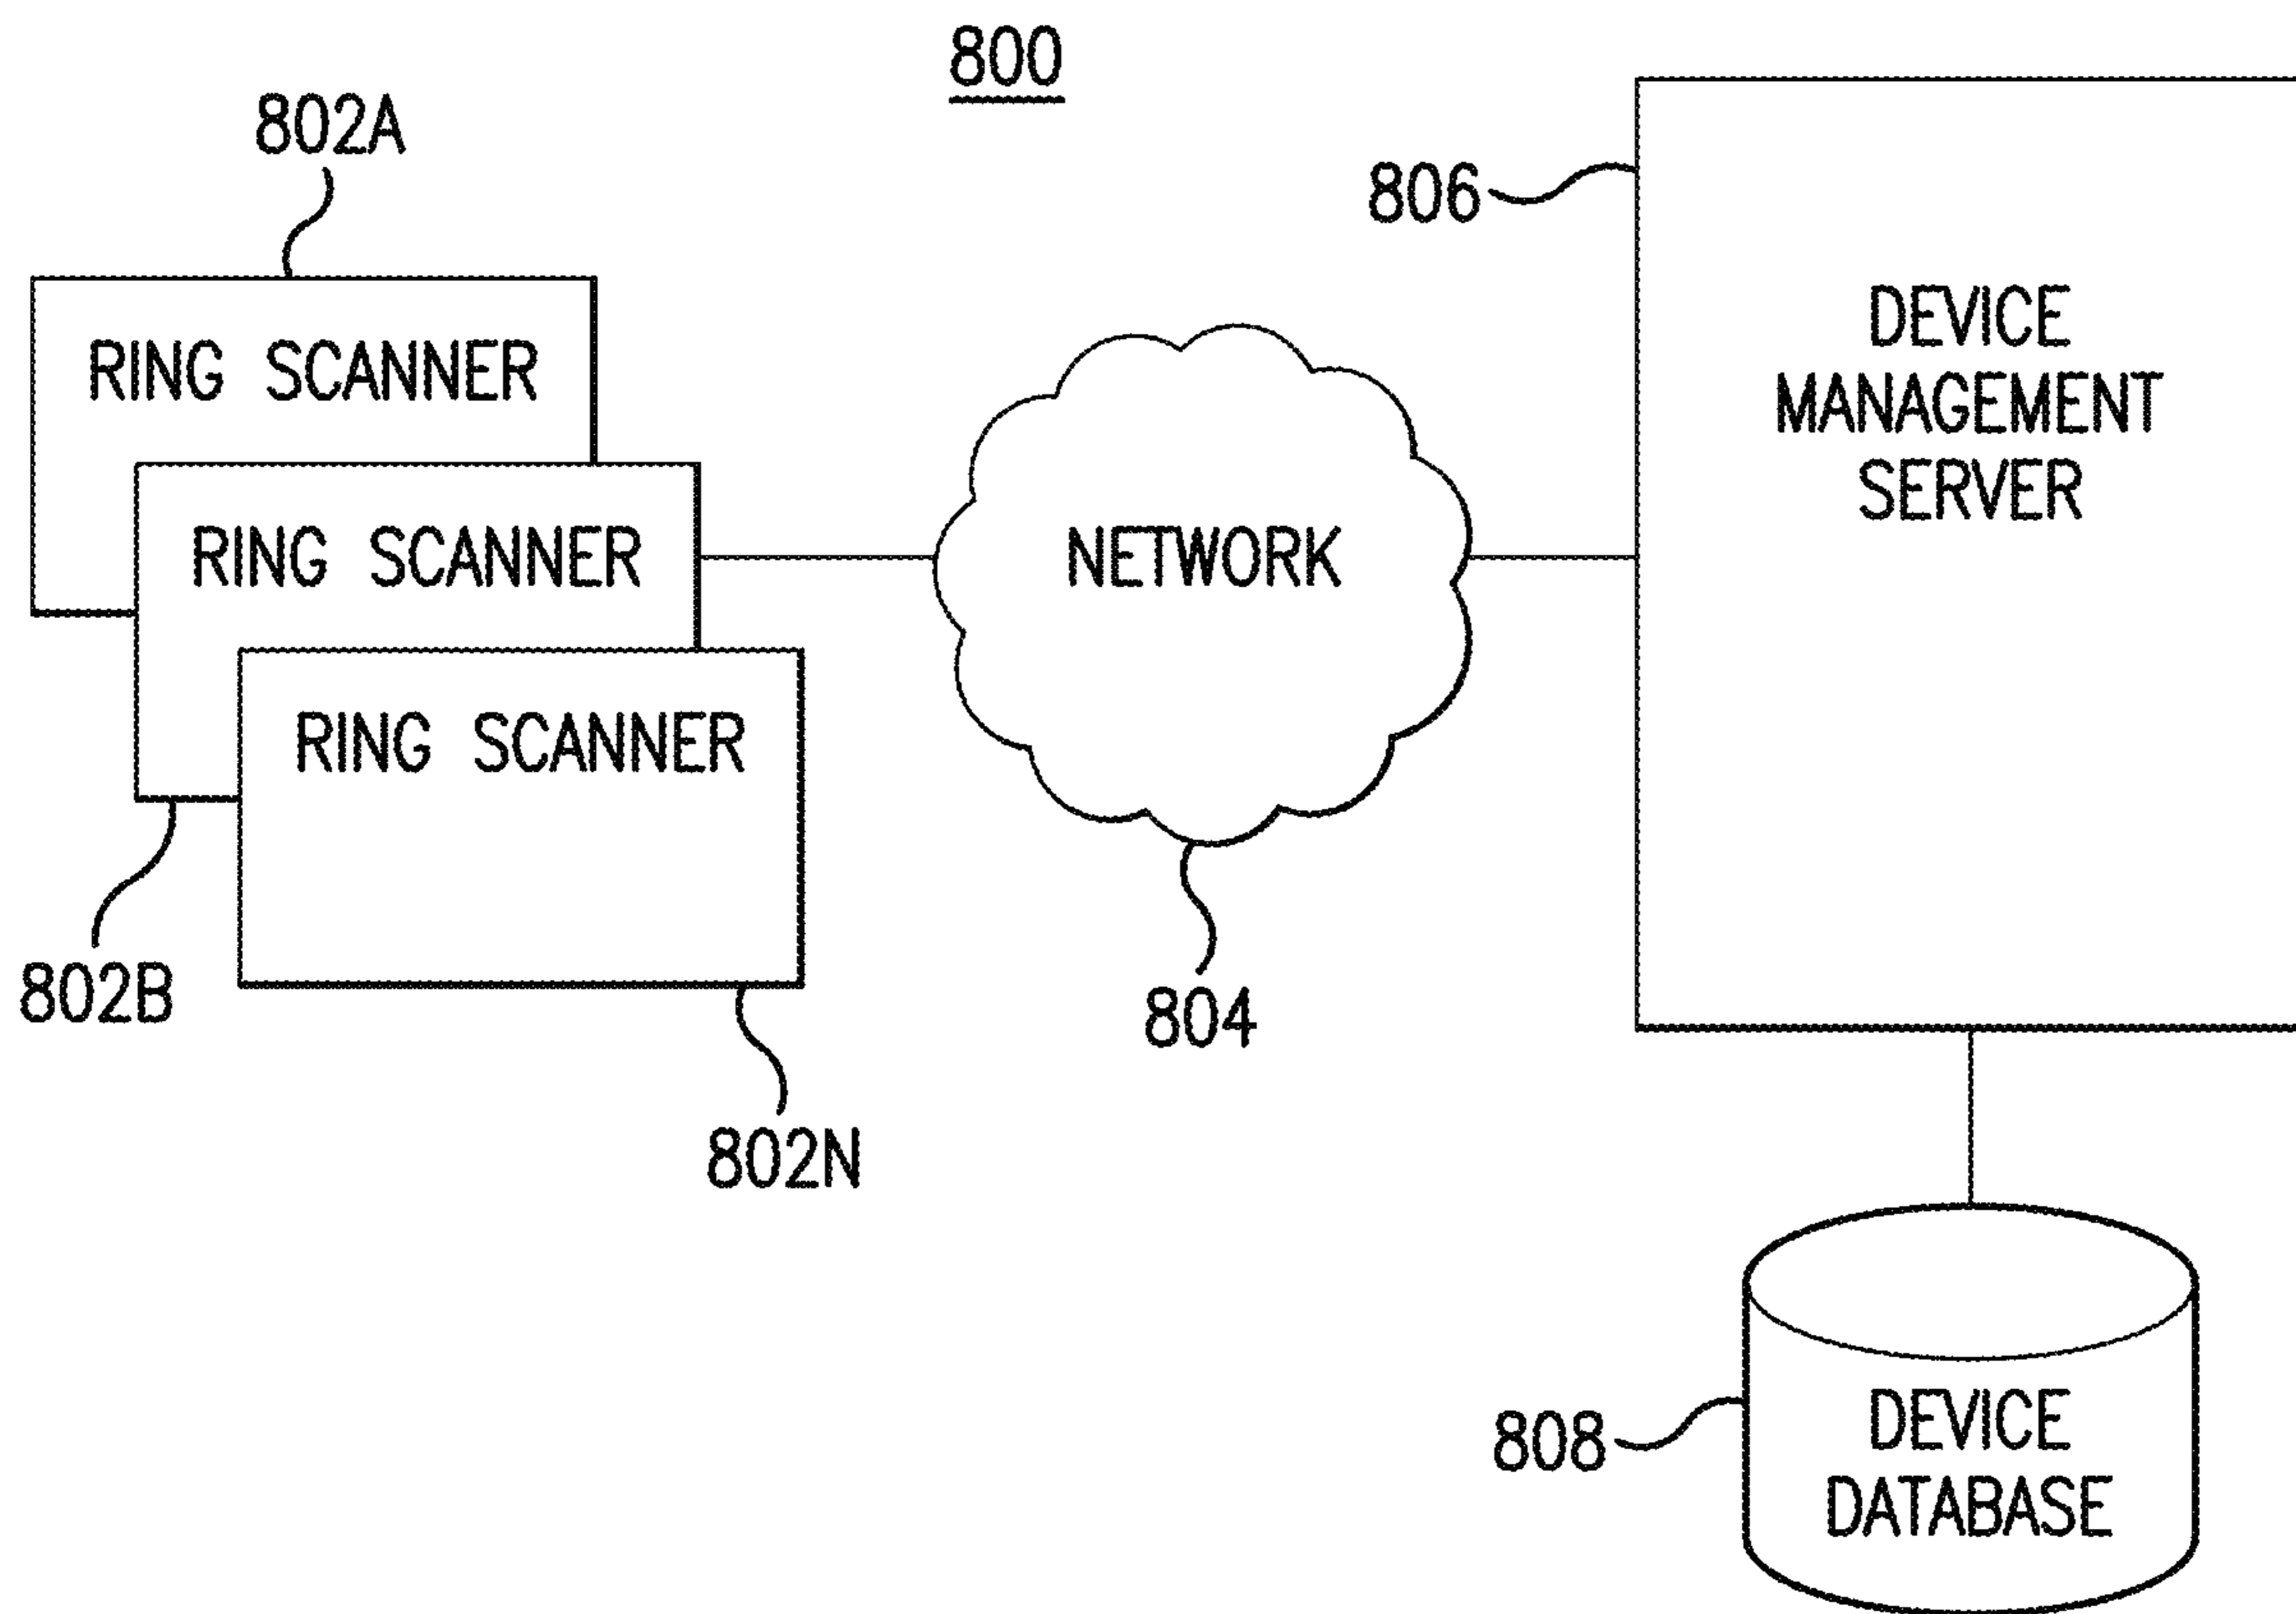 800
802A
806
RING SCANNER
DEVICE
MANAGEMENT
SERVER
RING SCANNER
NETWORK
RING SCANNER
802B
804
802N
808
DEVICE
DATABASE